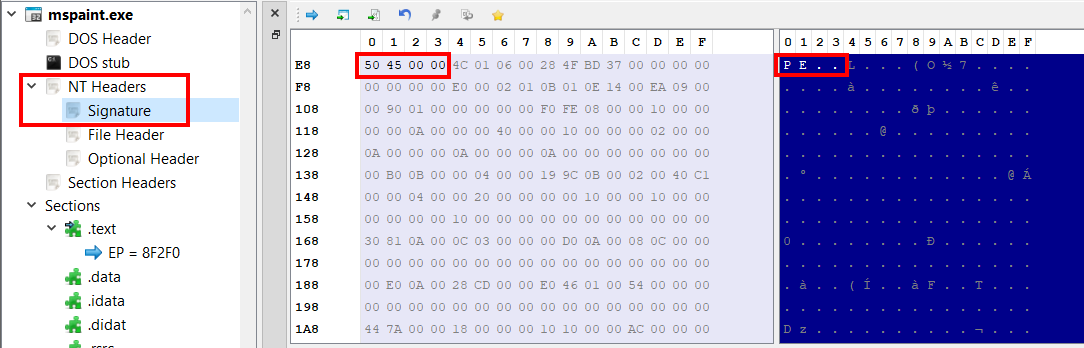 mspaint.exe
DOS Header
DOS stub
NT Headers
Signature
File Header
Optional Header
Section Headers
Sections
.text
EP = 8F2F0
.data
.idata
.didat
0 1 2 3 4 5 6 7 8 9 A B C D E F
E8 50 45 00 00 4C 01 06 00 28 4F BD 37 00 00 00 00
F8 00 00 00 00 E0 00 02 01 0B 01 0E 14 00 EA 09 00
108 00 90 01 00 00 00 00 00 F0 FE 08 00 00 10 00 00
118 00 00 0A 00 00 00 40 00 00 10 00 00 00 02 00 00
128 0A 00 00 00 0A 00 00 00 0A 00 00 00 00 00 00 00
138 00 B0 0B 00 00 04 00 00 19 9C 0B 00 02 00 40 C1
148 00 00 04 00 00 20 00 00 00 00 10 00 00 10 00 00
158 00 00 00 00 10 00 00 00 00 00 00 00 00 00 00 00
168 30 81 0A 00 0C 03 00 00 00 D0 0A 00 08 0C 00 00
178 00 00 00 00 00 00 00 00 00 00 00 00 00 00 00 00
188 00 E0 0A 00 28 CD 00 00 E0 46 01 00 54 00 00 00
198 00 00 00 00 00 00 00 00 00 00 00 00 00 00 00 00
1A8 44 7A 00 00 18 00 00 00 10 10 00 00 AC 00 00 00
0 1 2 3 4 5 6 7 8 9 A B C D E F
P E . . L . . . ( O ½ 7 . . . .
. . . . à . . . . . . . . ê . .
. . . . . . . . ð þ . . . . . .
. . . . . . @ . . . . . . . . .
. . . . . . . . . . . . . . . .
. ° . . . . . . . . . . . . @ Á
. . . . . . . . . . . . . . . .
. . . . . . . . . . . . . . . .
0 . . . . . . . . Ð . . . . . .
. . . . . . . . . . . . . . . .
. à . . ( Í . . à F . . T . . .
. . . . . . . . . . . . . . . .
D z . . . . . . . . . . ¬ . . .